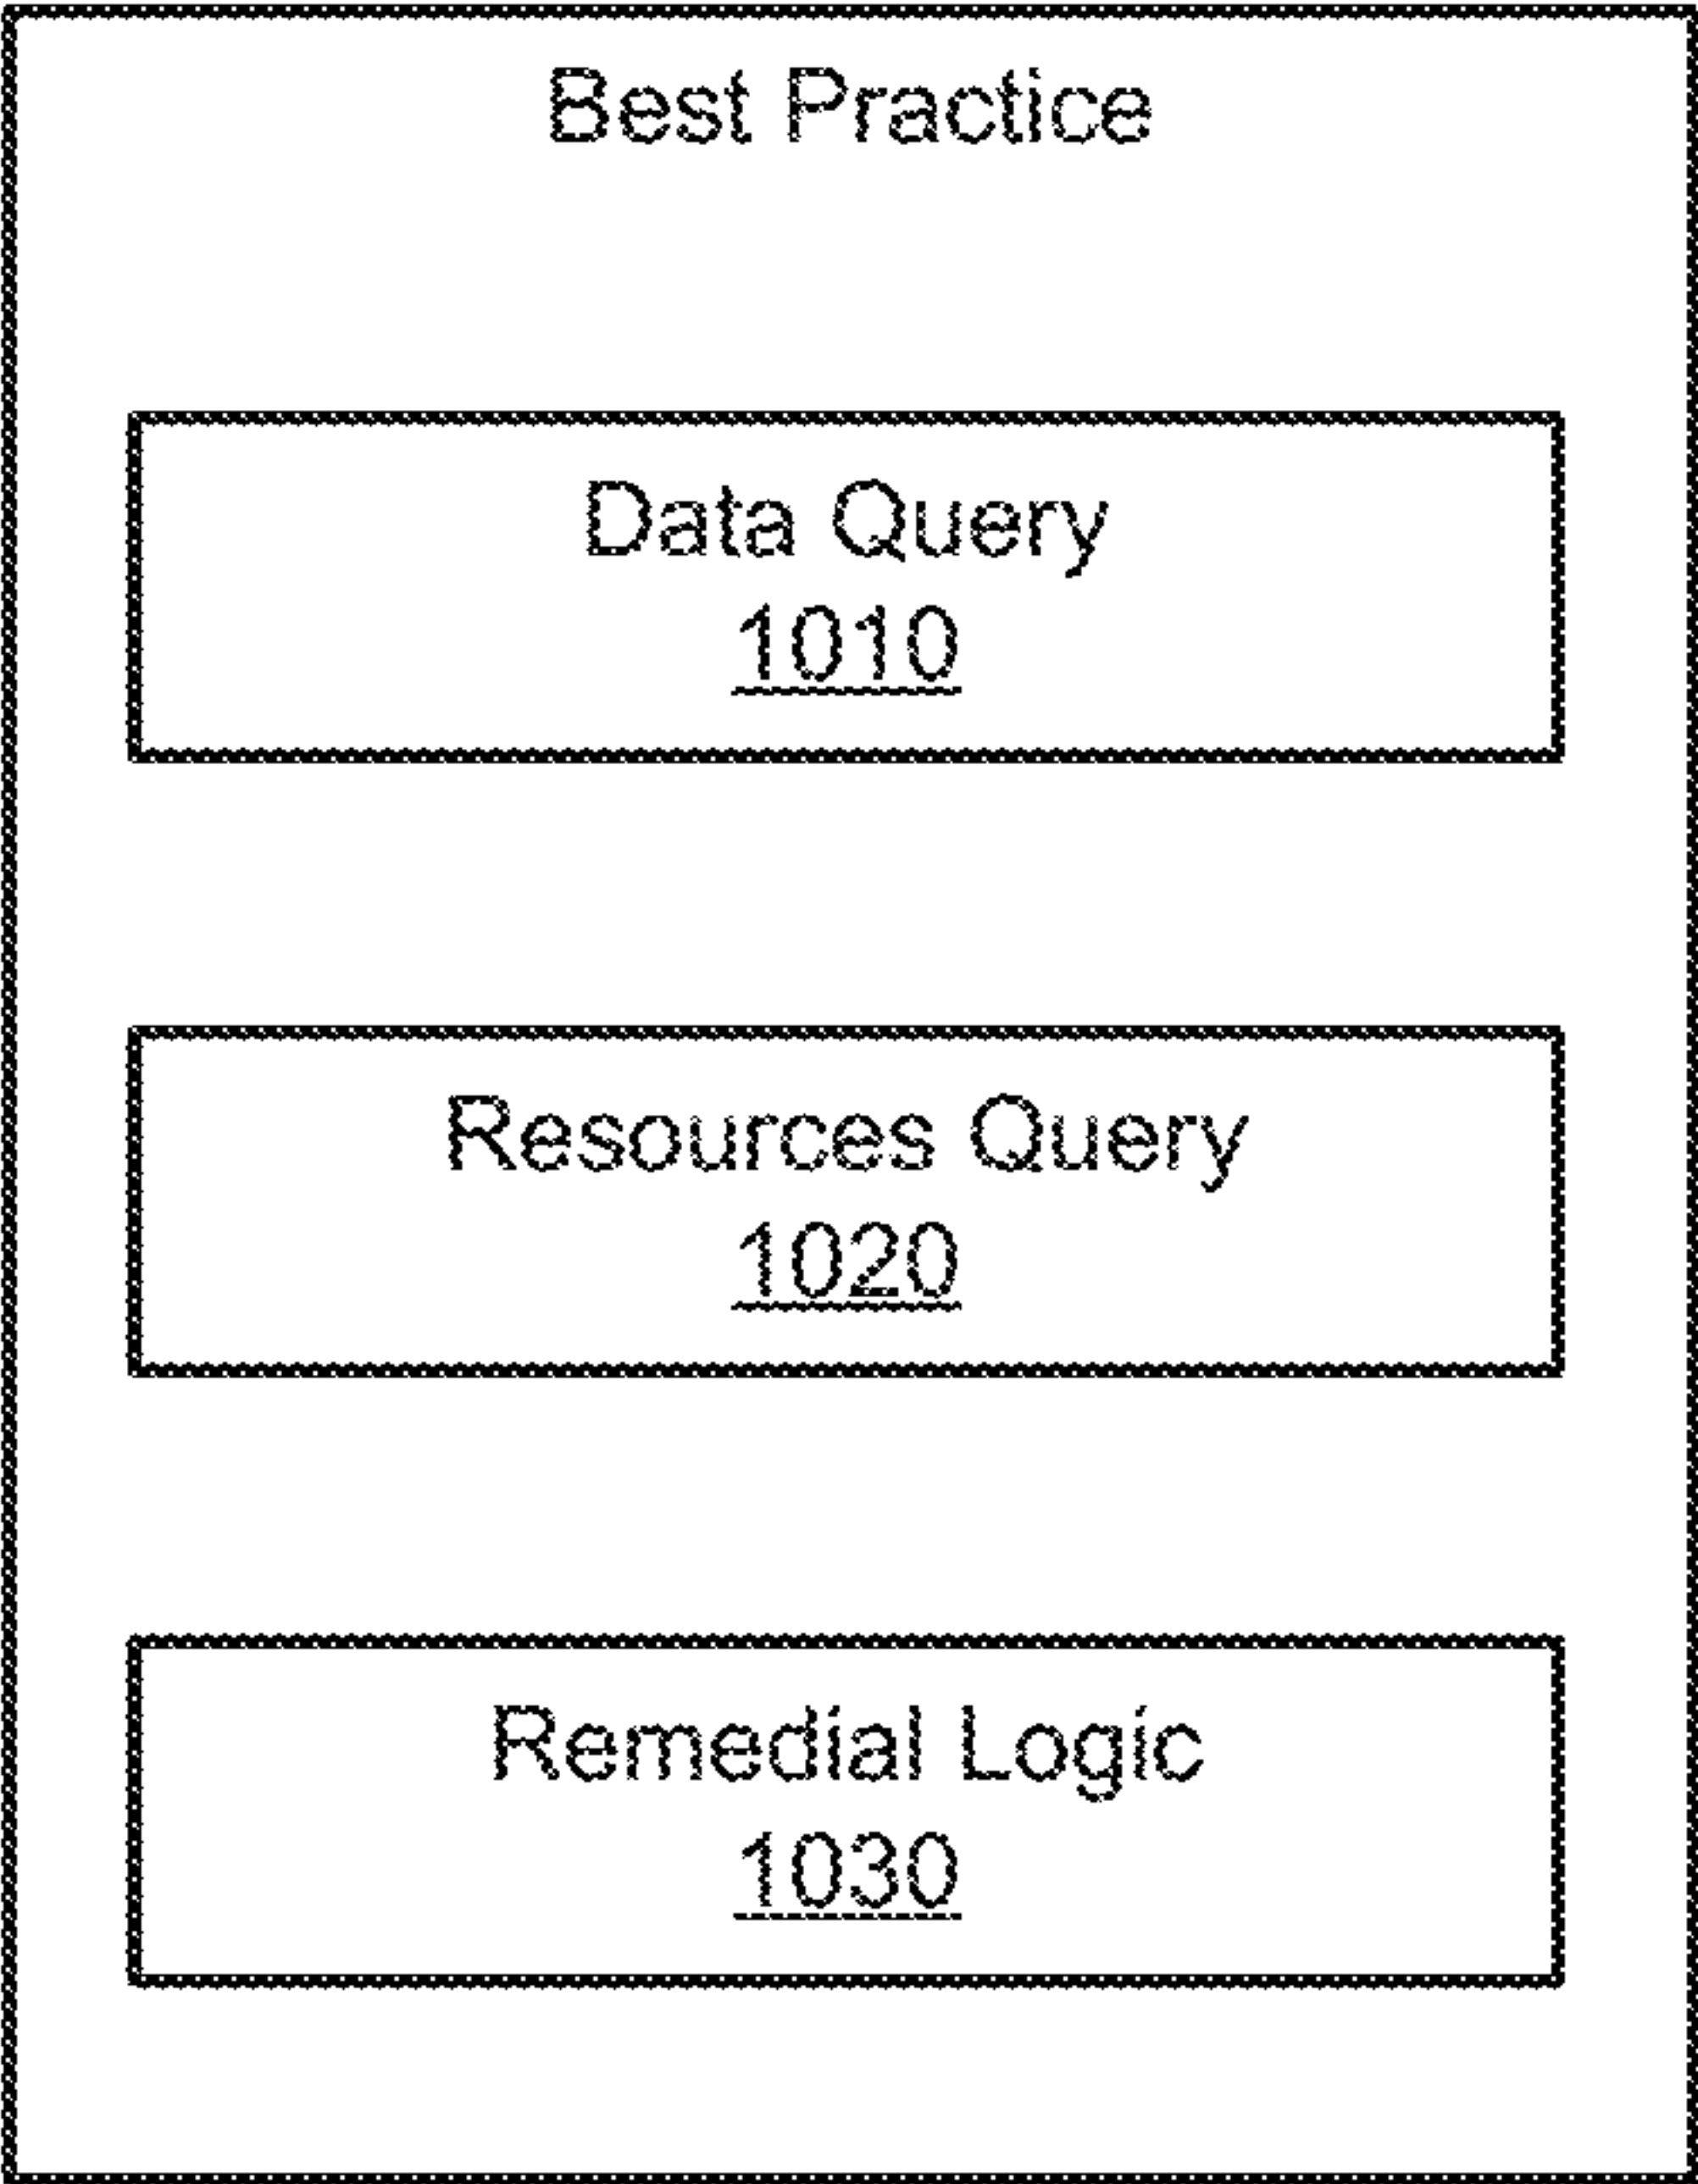 Best Practice
Data Query
1010
Resources Query
1020
Remedial Logic
1030